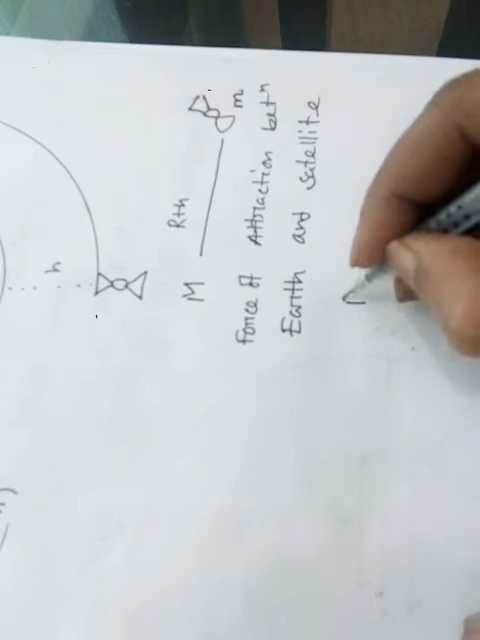 h
M
R+h
m
Force of Attraction betⁿ
Earth and satellite